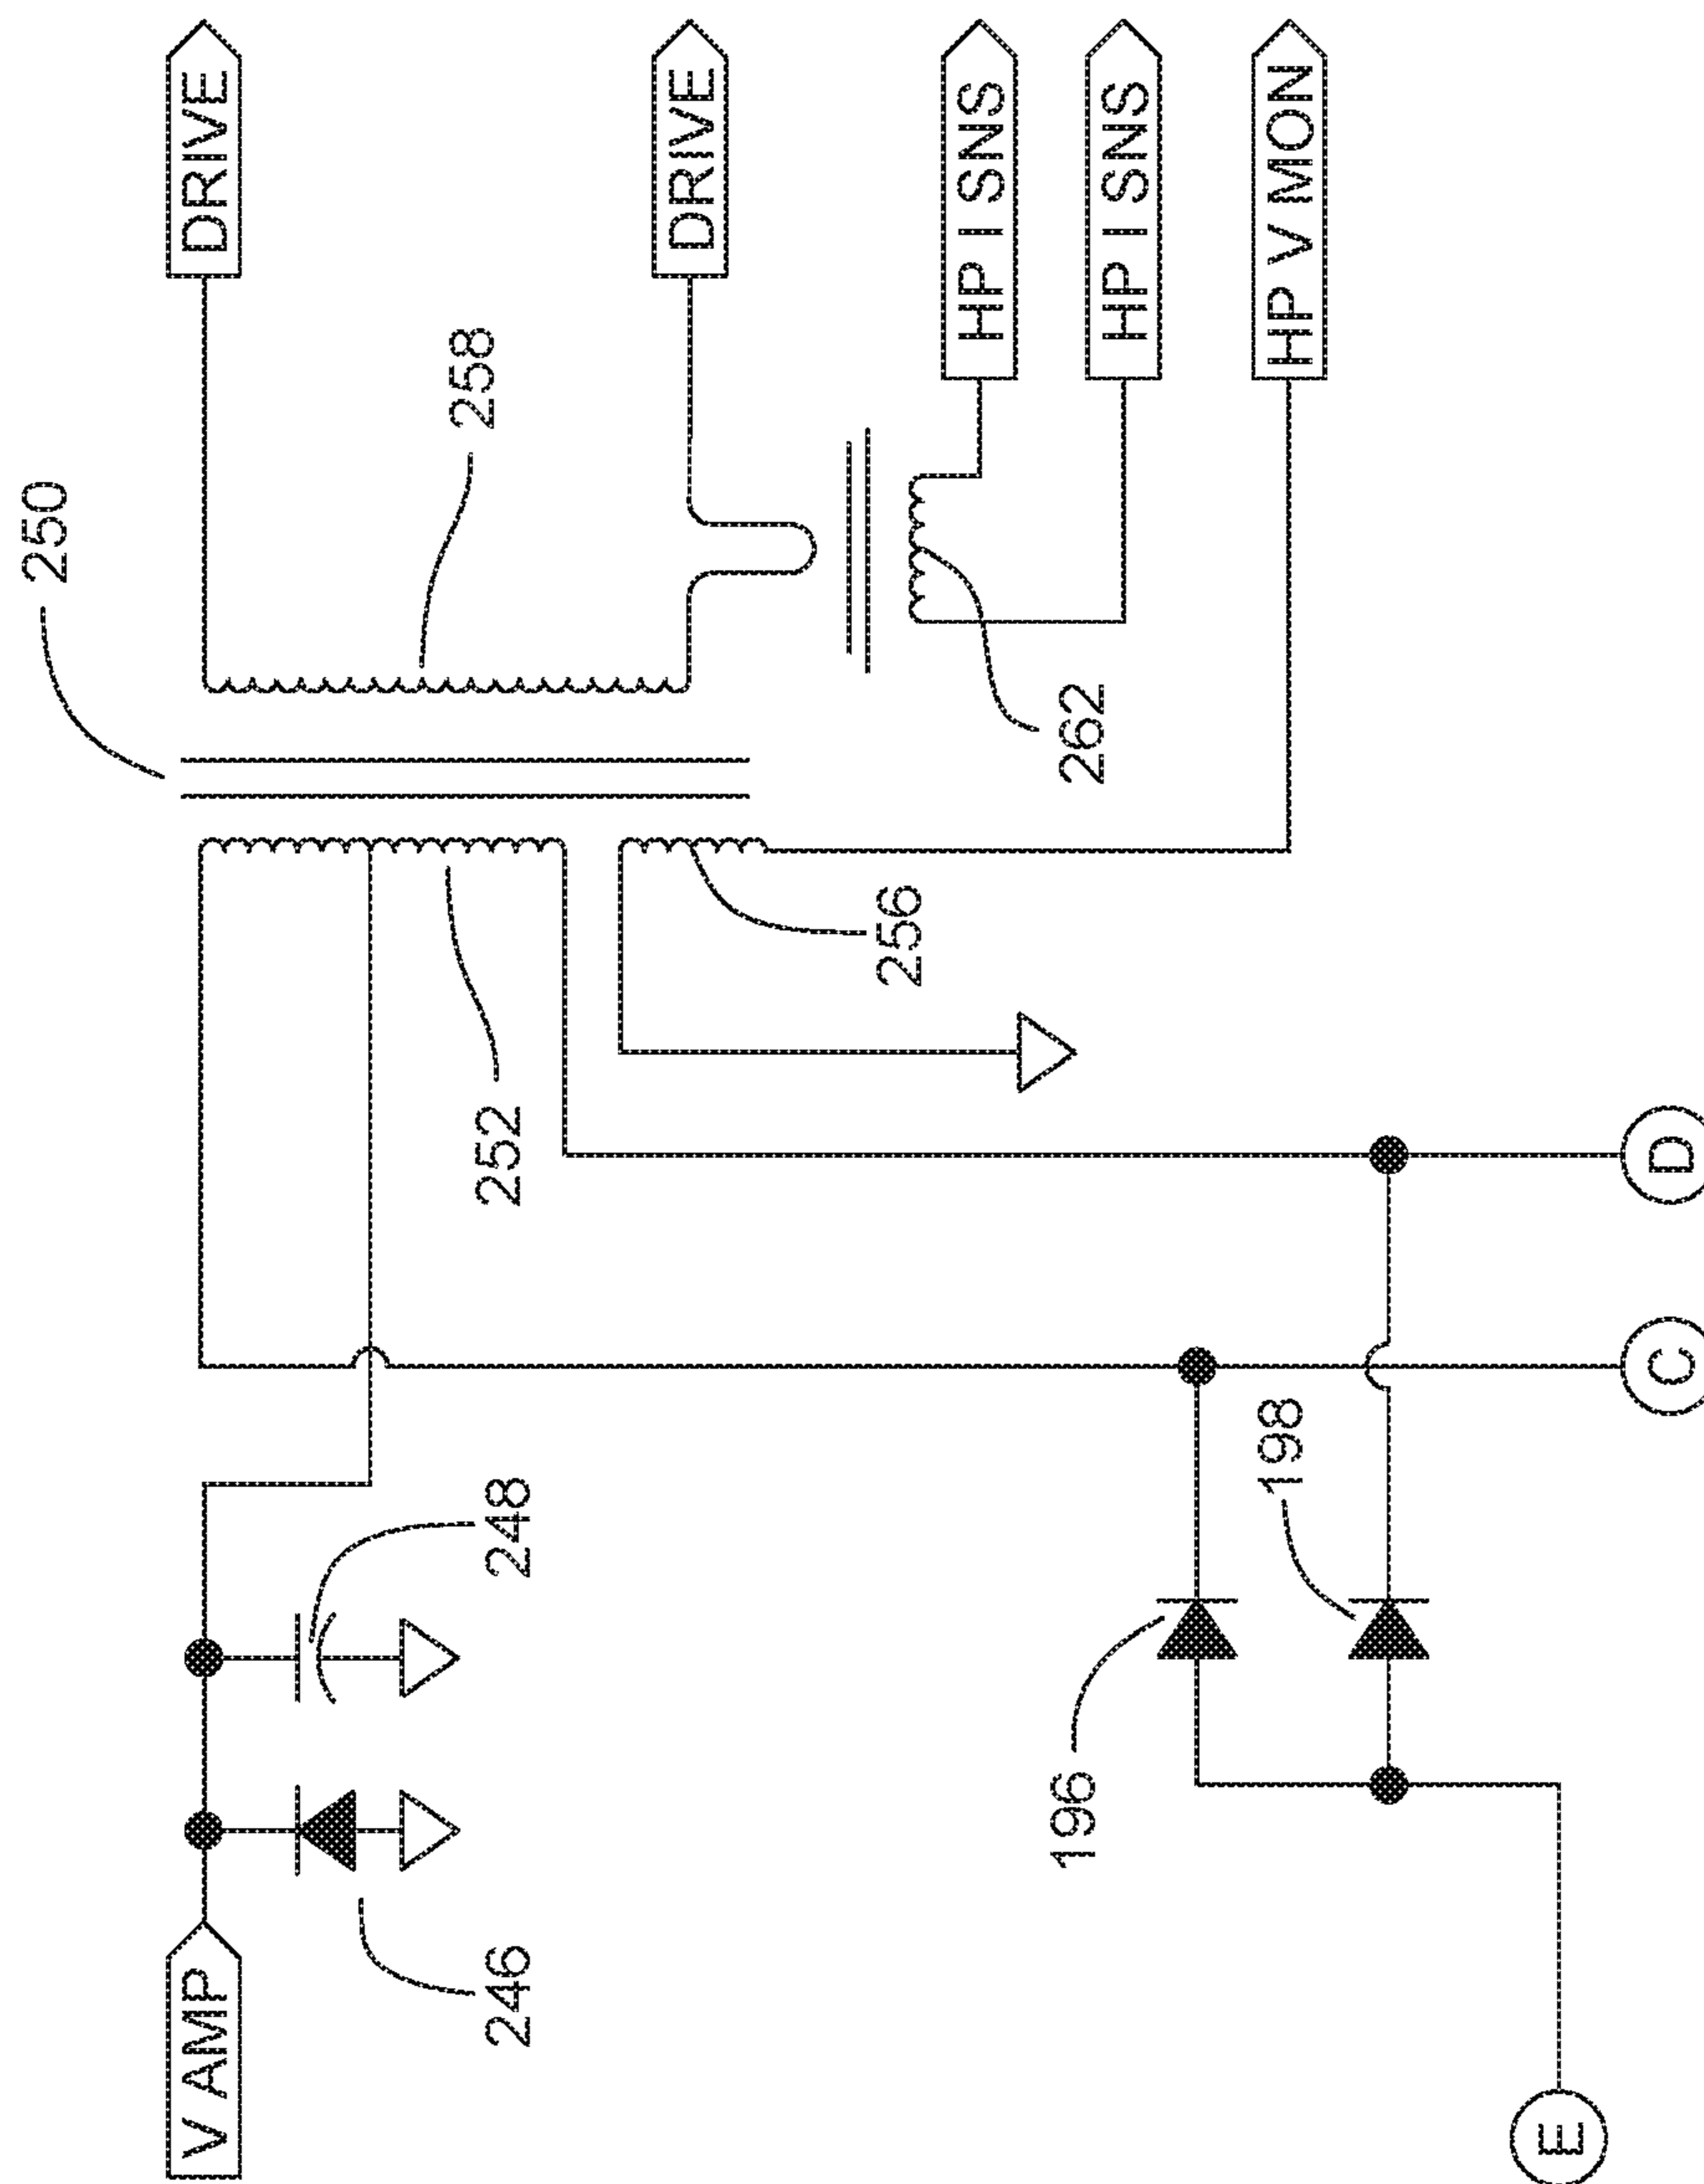 V AMP
246
248
250
252
256
258
262
DRIVE
DRIVE
HP I SNS
HP I SNS
HP V MON
196
198
E
C
D